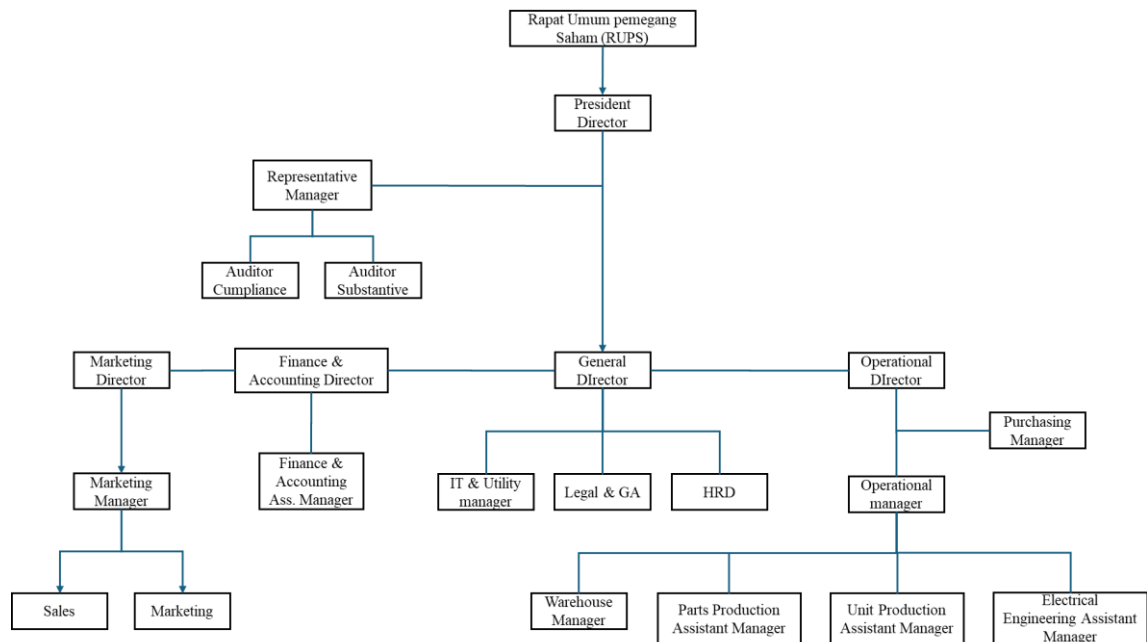 Rapat Umum pemegang
Saham (RUPS)
President
Director
Representative
Manager
Auditor
Cumpliance
Auditor
Substantive
Marketing
Director
Finance &
Accounting Director
General
DIrector
Operational
DIrector
Purchasing
Manager
Marketing
Manager
Finance &
Accounting
Ass. Manager
IT & Utility
manager
Legal & GA
HRD
Operational
manager
Sales
Marketing
Warehouse
Manager
Parts Production
Assistant Manager
Unit Production
Assistant Manager
Electrical
Engineering Assistant
Manager